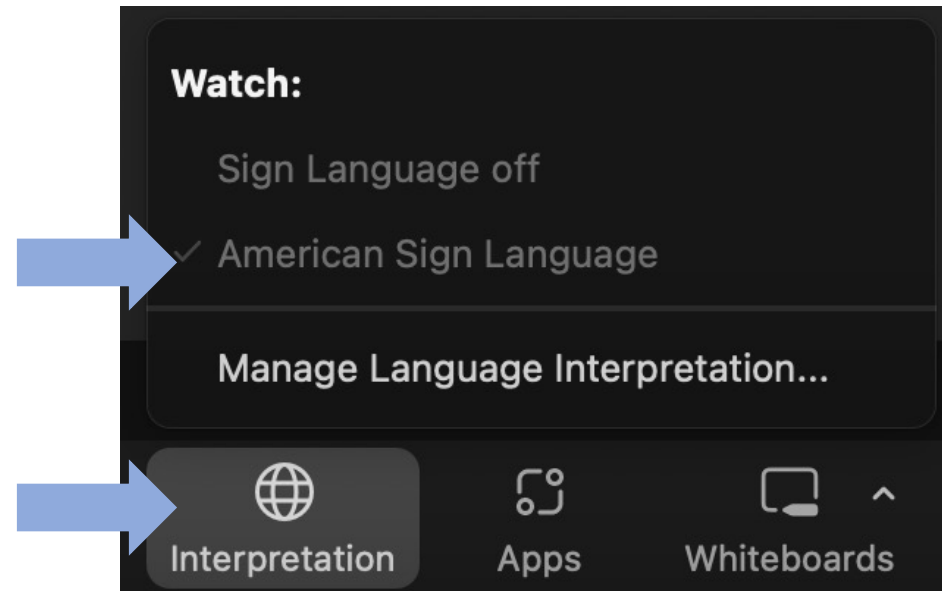 Watch:
Sign Language off
American Sign Language
Manage Language Interpretation...
Interpretation Apps Whiteboards